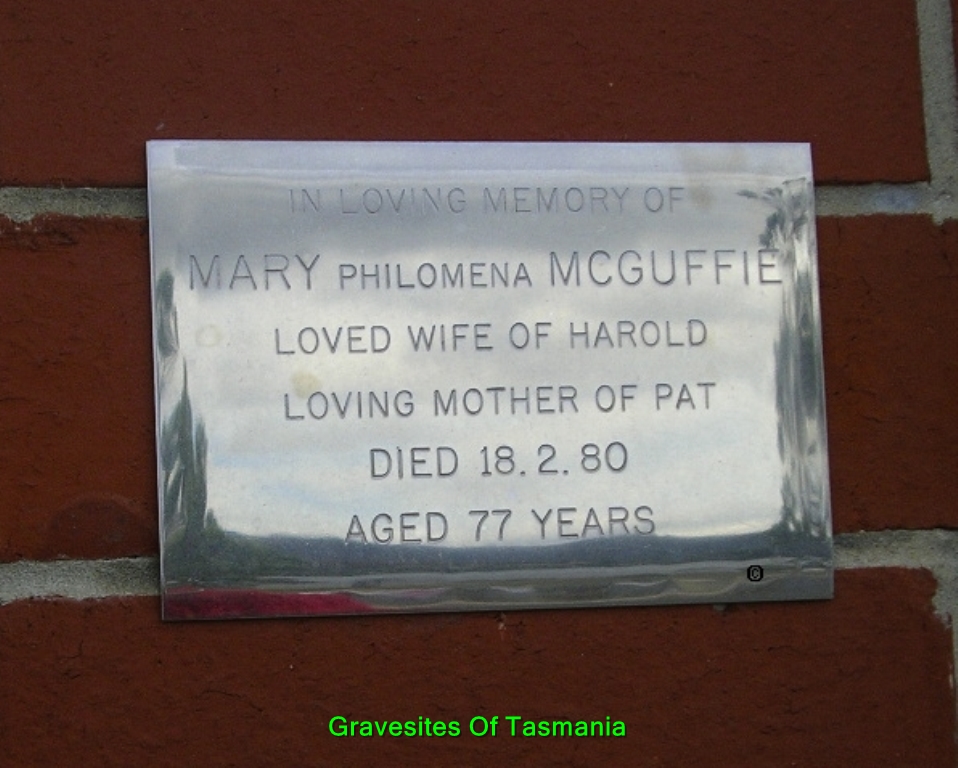 IN LOVING MEMORY OF
MARY PHILOMENA MCGUFFIE
LOVED WIFE OF HAROLD
LOVING MOTHER OF PAT
DIED 18.2.80
AGED 77 YEARS
©
Gravesites Of Tasmania